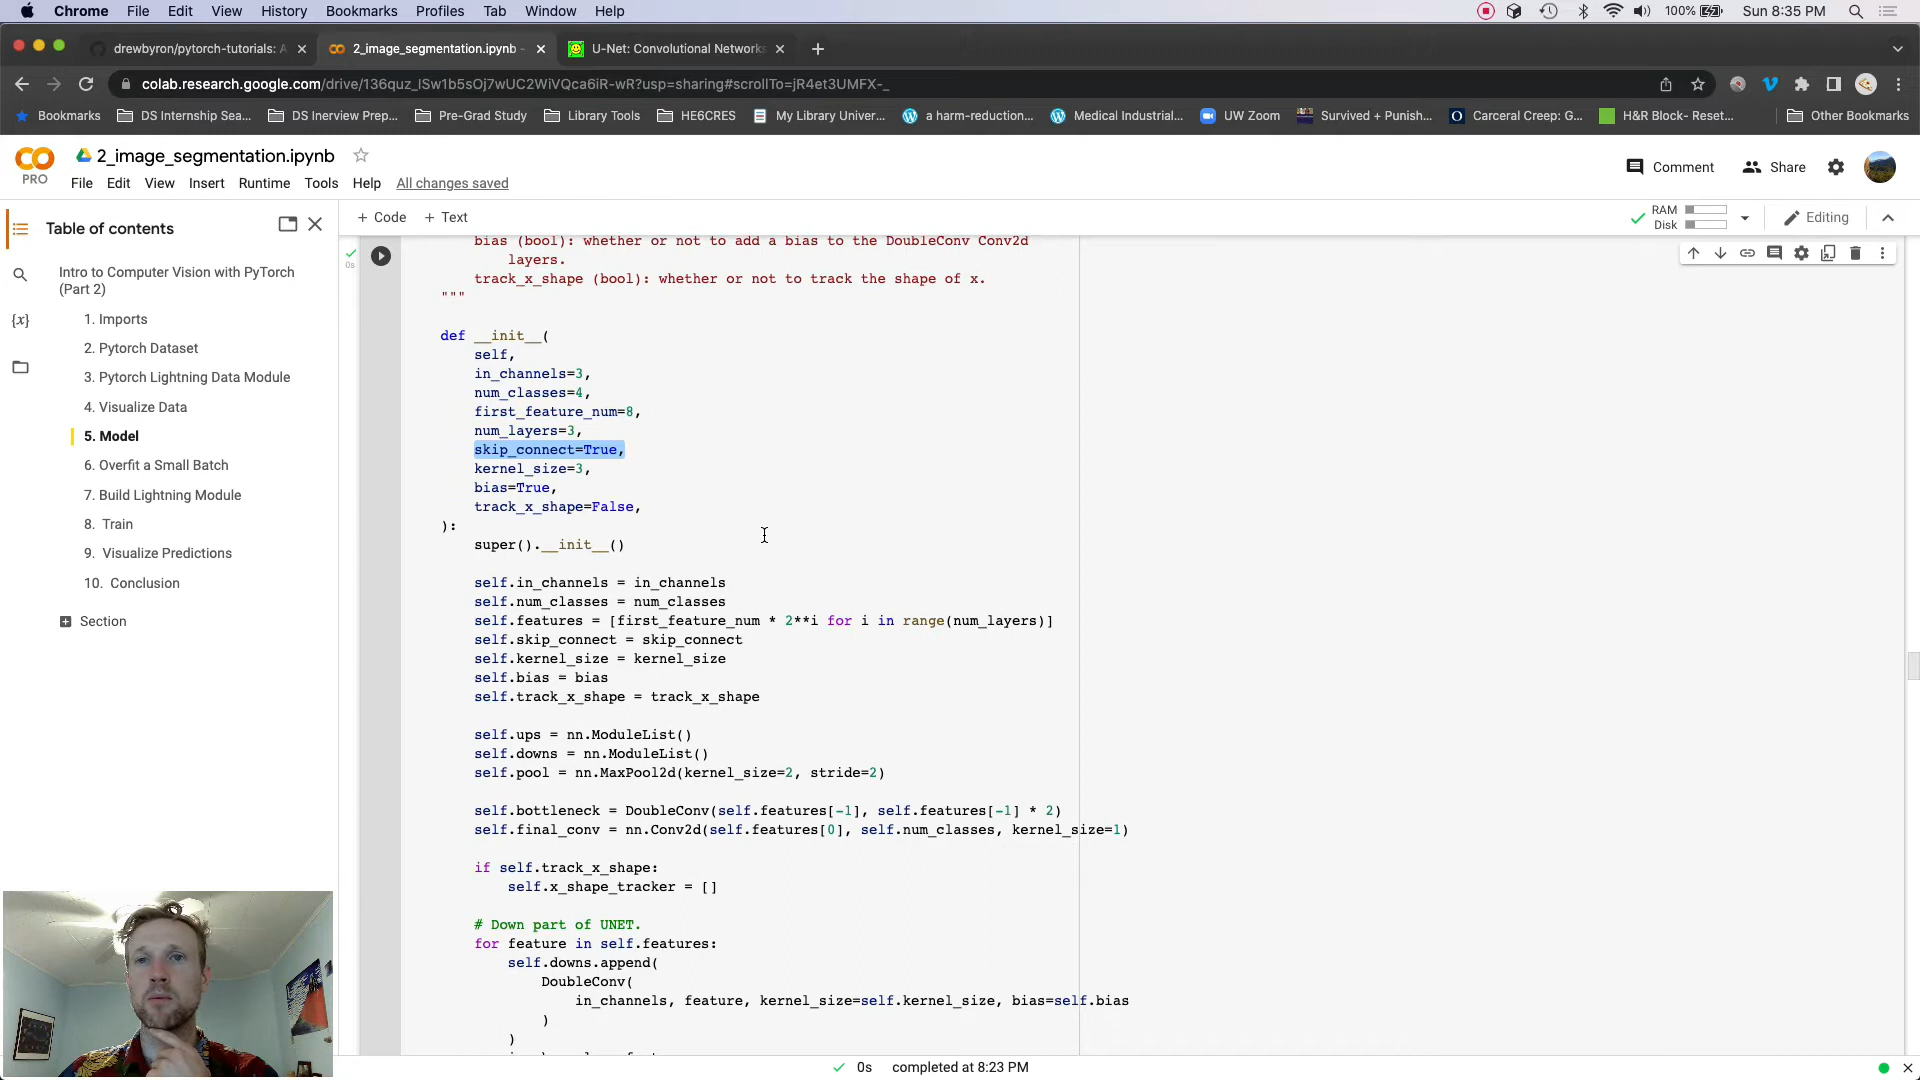 Chrome File Edit View History Bookmarks Profiles Tab Window Help 100% Sun 8:35 PM
drewbyron/pytorch-tutorials: A 2_image_segmentation.ipynb - U-Net: Convolutional Networks
colab.research.google.com/drive/136quz_lSw1b5sOj7wUC2WiVQca6iR-wR?usp=sharing#scrollTo=jR4et3UMFX-_
Bookmarks DS Internship Sea... DS Inerview Prep... Pre-Grad Study Library Tools HE6CRES My Library Univer... a harm-reduction... Medical Industrial... UW Zoom Survived + Punish... Carceral Creep: G... H&R Block- Reset... Other Bookmarks
2_image_segmentation.ipynb
PRO
File Edit View Insert Runtime Tools Help All changes saved
Comment Share
Table of contents
+ Code + Text
RAM
Disk
Editing
Intro to Computer Vision with PyTorch
(Part 2)
1. Imports
2. Pytorch Dataset
3. Pytorch Lightning Data Module
4. Visualize Data
5. Model
6. Overfit a Small Batch
7. Build Lightning Module
8. Train
9. Visualize Predictions
10. Conclusion
Section
{x}
0s
bias (bool): whether or not to add a bias to the DoubleConv Conv2d
layers.
track_x_shape (bool): whether or not to track the shape of x.
"""
def __init__(
self,
in_channels=3,
num_classes=4,
first_feature_num=8,
num_layers=3,
skip_connect=True,
kernel_size=3,
bias=True,
track_x_shape=False,
):
super().__init__()
self.in_channels = in_channels
self.num_classes = num_classes
self.features = [first_feature_num * 2**i for i in range(num_layers)]
self.skip_connect = skip_connect
self.kernel_size = kernel_size
self.bias = bias
self.track_x_shape = track_x_shape
self.ups = nn.ModuleList()
self.downs = nn.ModuleList()
self.pool = nn.MaxPool2d(kernel_size=2, stride=2)
self.bottleneck = DoubleConv(self.features[-1], self.features[-1] * 2)
self.final_conv = nn.Conv2d(self.features[0], self.num_classes, kernel_size=1)
if self.track_x_shape:
self.x_shape_tracker = []
# Down part of UNET.
for feature in self.features:
self.downs.append(
DoubleConv(
in_channels, feature, kernel_size=self.kernel_size, bias=self.bias
)
)
0s completed at 8:23 PM